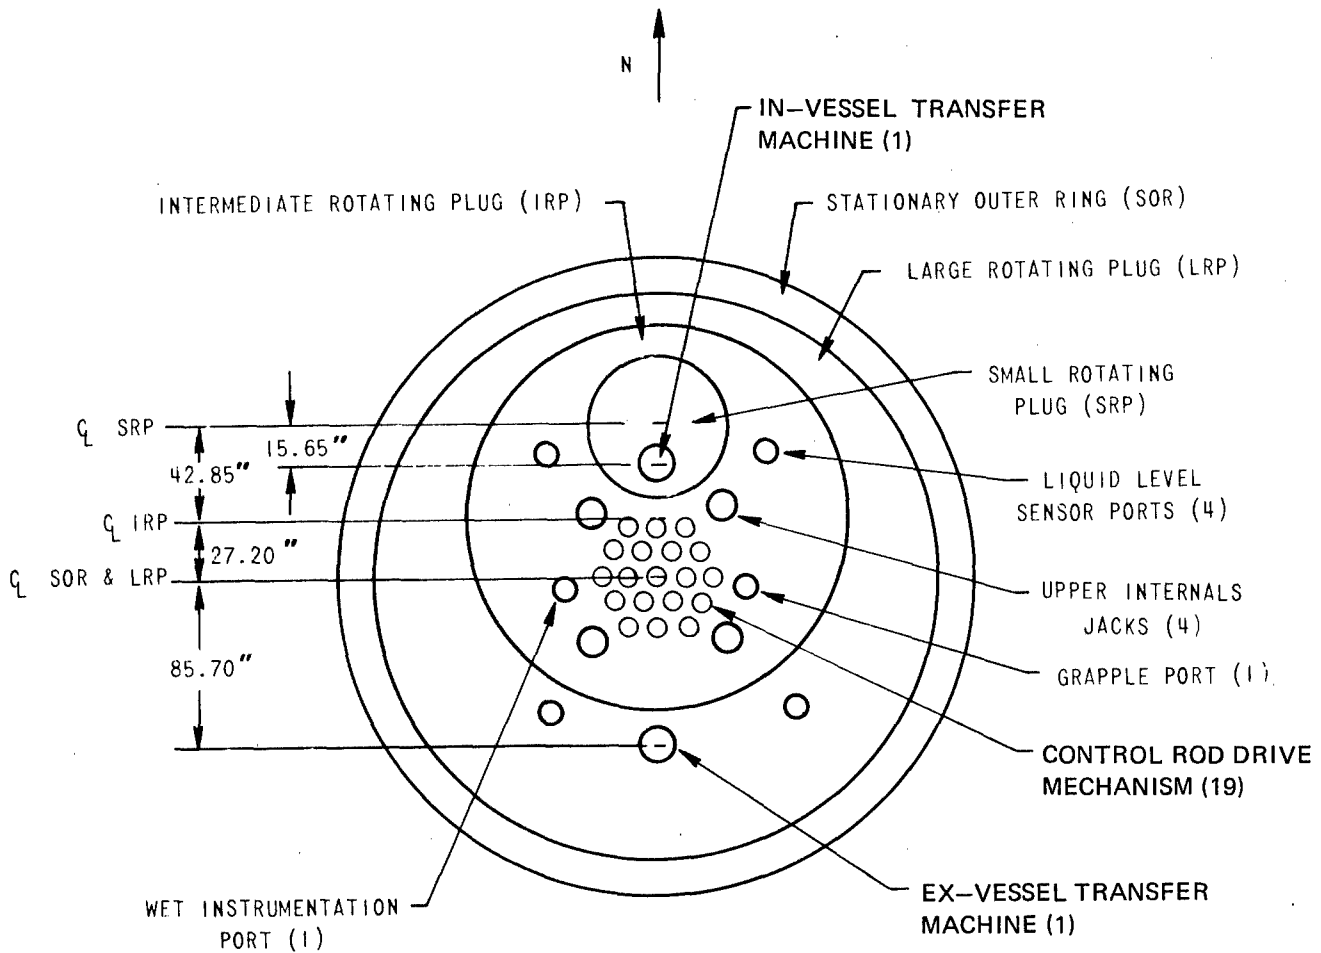 N
IN-VESSEL TRANSFER
MACHINE (1)
INTERMEDIATE ROTATING PLUG (IRP)
STATIONARY OUTER RING (SOR)
LARGE ROTATING PLUG (LRP)
SMALL ROTATING
PLUG (SRP)
℄ SRP
15.65"
42.85"
LIQUID LEVEL
SENSOR PORTS (4)
℄ IRP
27.20"
℄ SOR & LRP
UPPER INTERNALS
JACKS (4)
85.70"
GRAPPLE PORT (1)
CONTROL ROD DRIVE
MECHANISM (19)
EX-VESSEL TRANSFER
MACHINE (1)
WET INSTRUMENTATION
PORT (1)